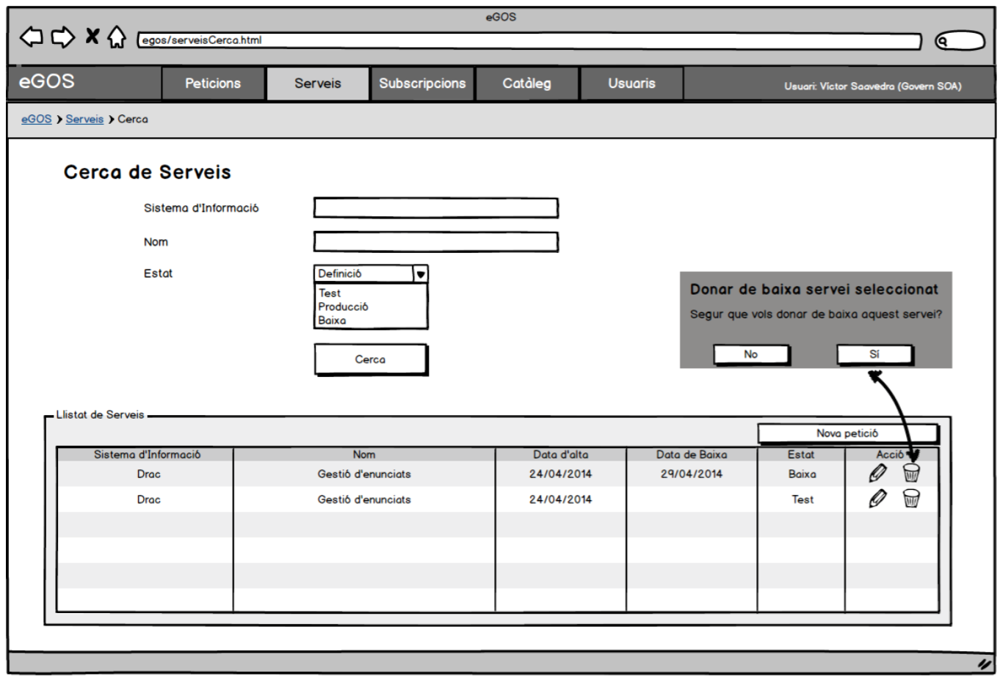 eGOS
egos/serveisCerca.html
eGOS Peticions Serveis Subscripcions Catàleg Usuaris Usuari: Víctor Saavedra (Govern SOA)
eGOS > Serveis > Cerca
Cerca de Serveis
Sistema d'Informació
Nom
Estat Definició
Test
Producció
Baixa
Cerca
Donar de baixa servei seleccionat
Segur que vols donar de baixa aquest servei?
No Sí
Llistat de Serveis
Nova petició
Sistema d'Informació Nom Data d'alta Data de Baixa Estat Acció
Drac Gestió d'enunciats 24/04/2014 29/04/2014 Baixa
Drac Gestió d'enunciats 24/04/2014 Test